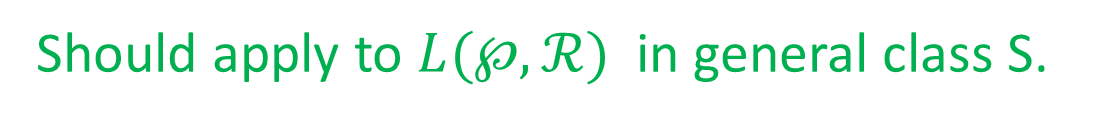 Should apply to 𝐿(℘, ℛ) in general class S.